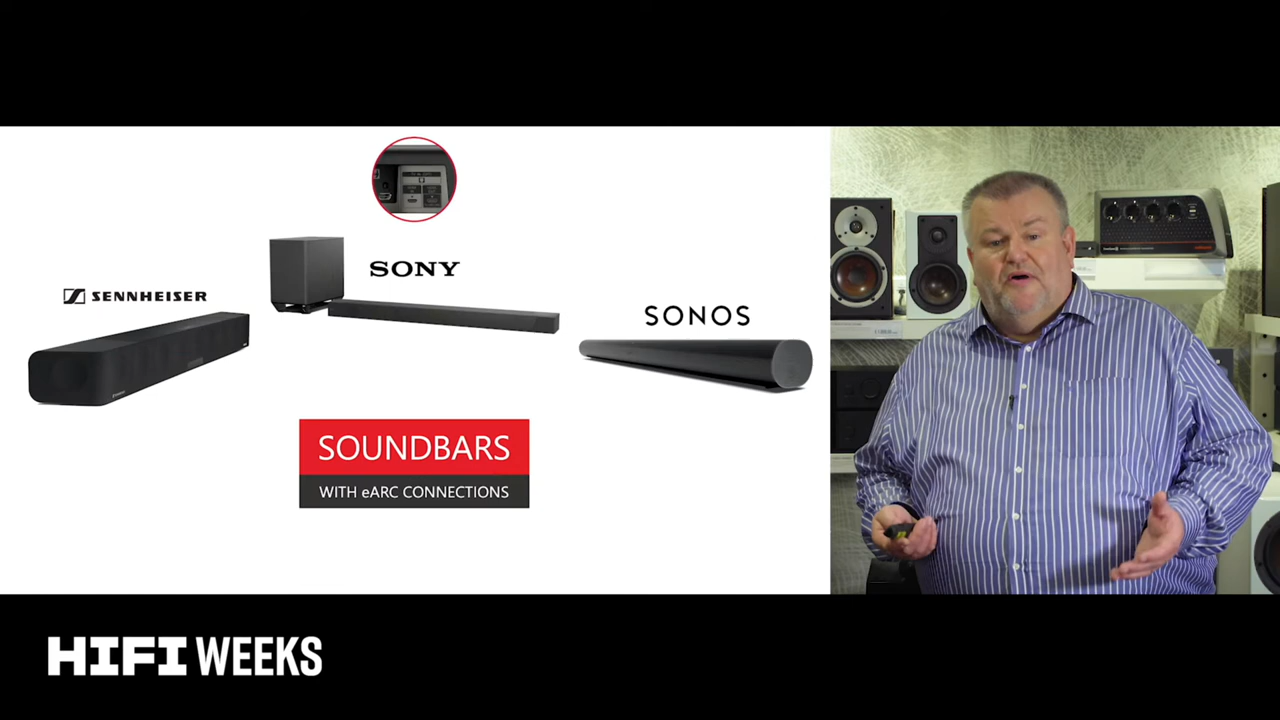 SONY
SENNHEISER
SONOS
SOUNDBARS
WITH eARC CONNECTIONS
HIFI WEEKS